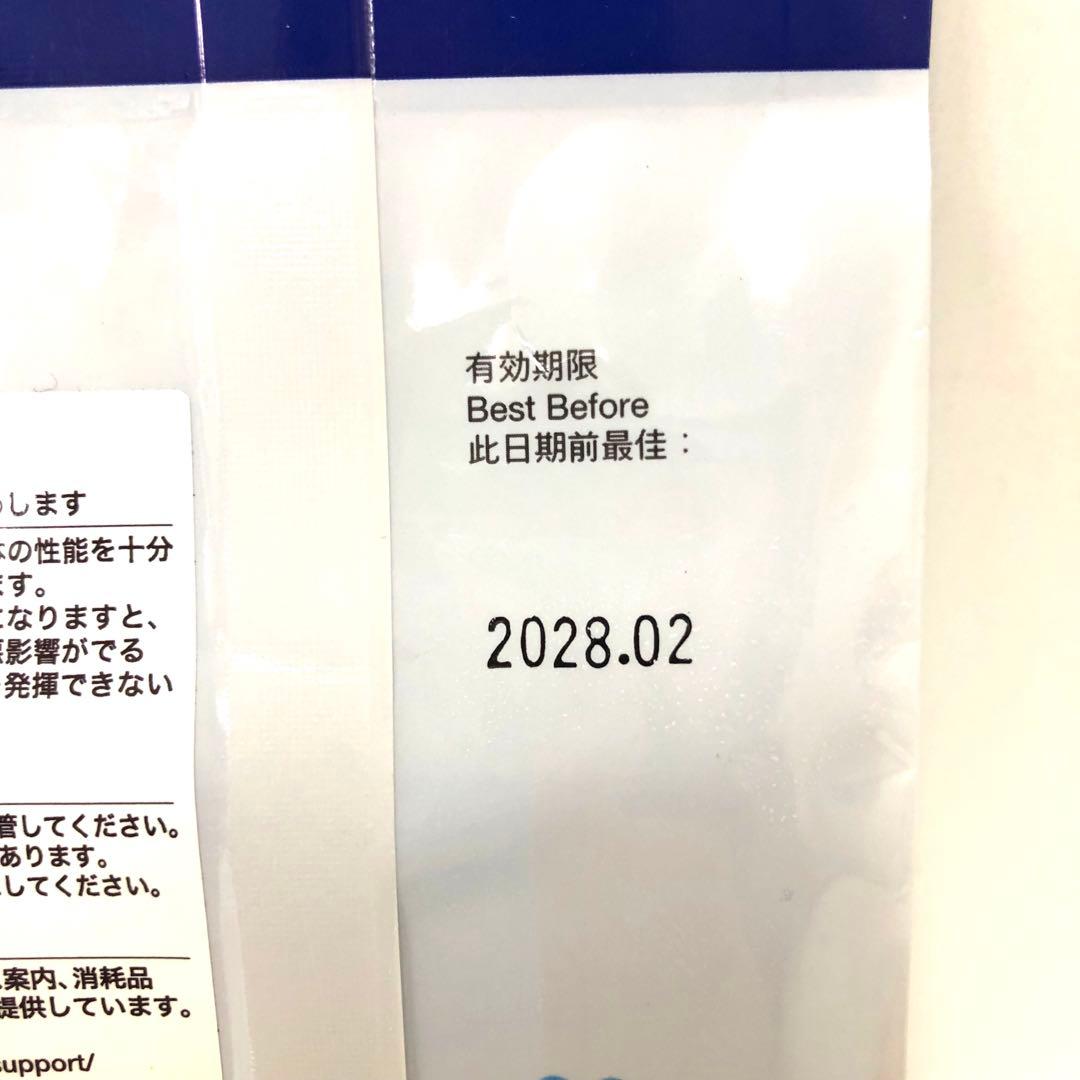 有効期限
Best Before
此日期前最佳：
2028.02
します
の性能を十分
ます。
になりますと、
影響がでる
発揮できない
管してください。
あります。
してください。
案内、消耗品
提供しています。
support/